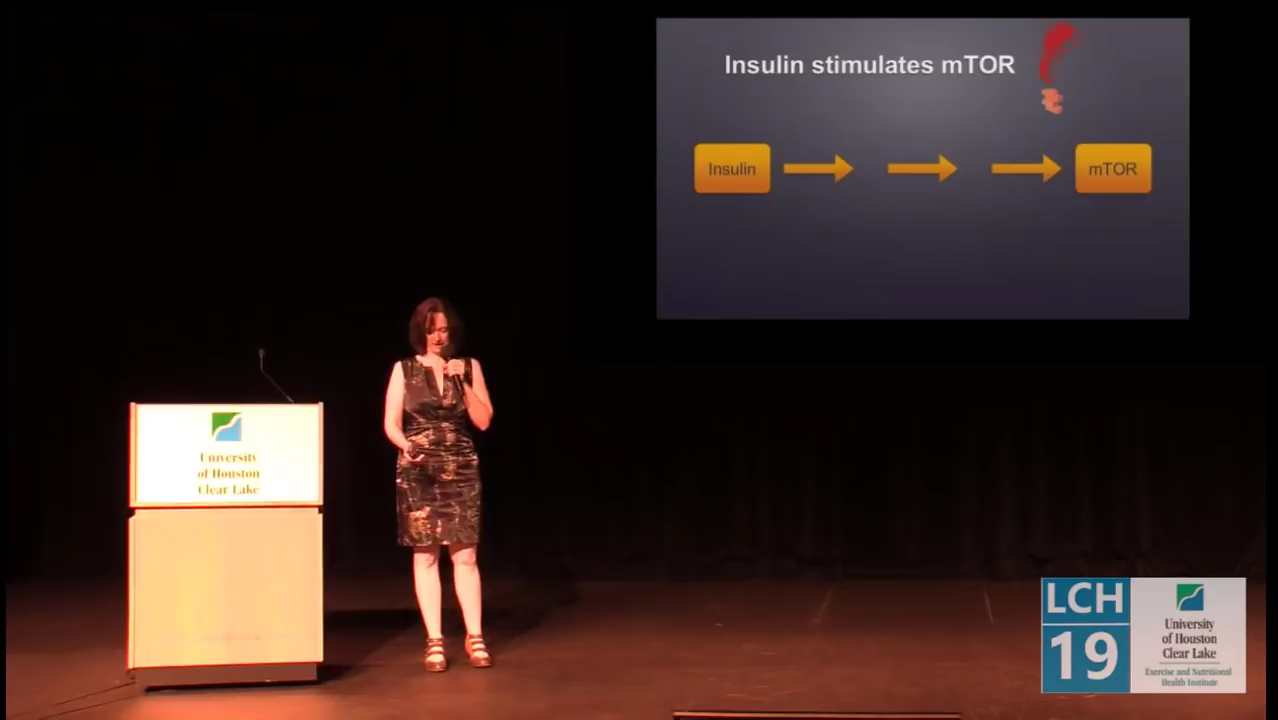 Insulin stimulates mTOR
Insulin
mTOR
University
of Houston
Clear Lake
LCH
19
University
of Houston
Clear Lake
Exercise and Nutritional
Health Institute